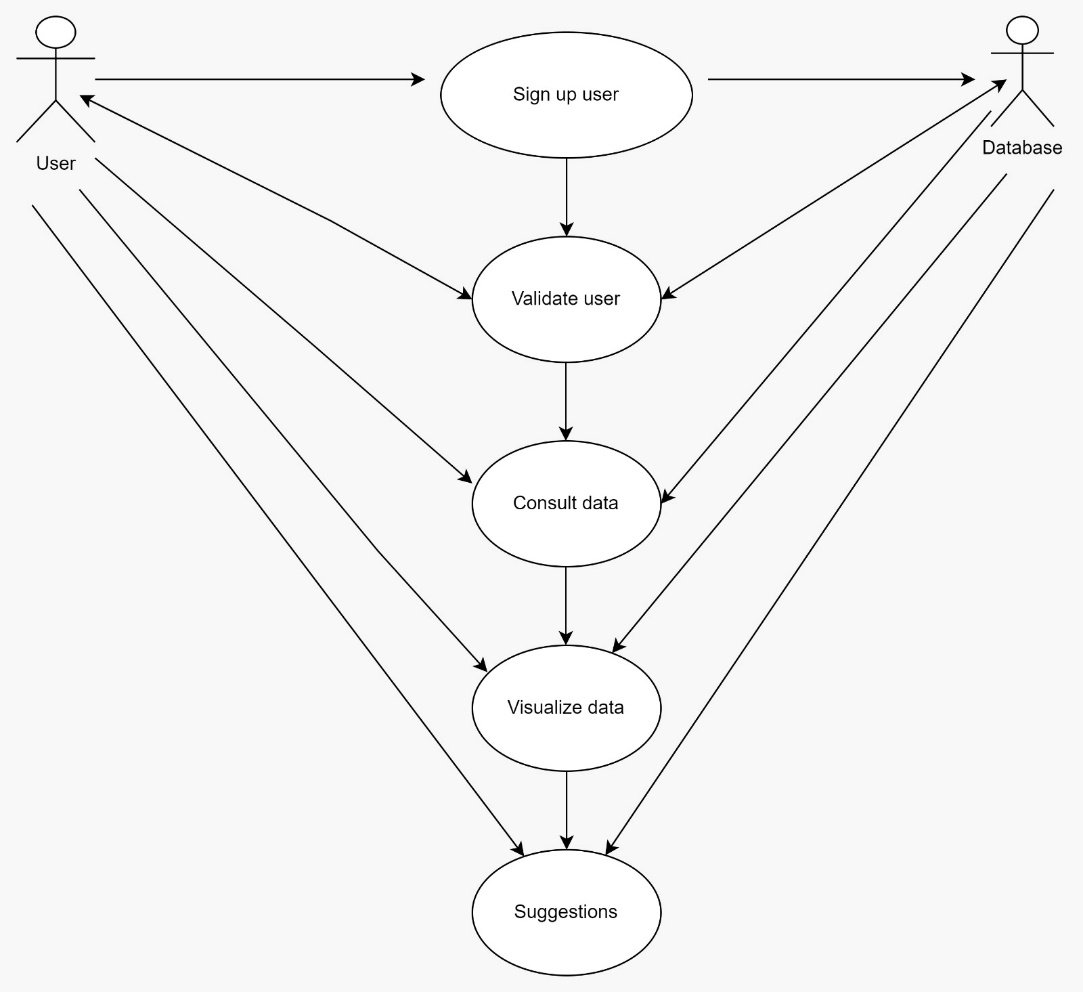 Sign up user
User
Database
Validate user
Consult data
Visualize data
Suggestions